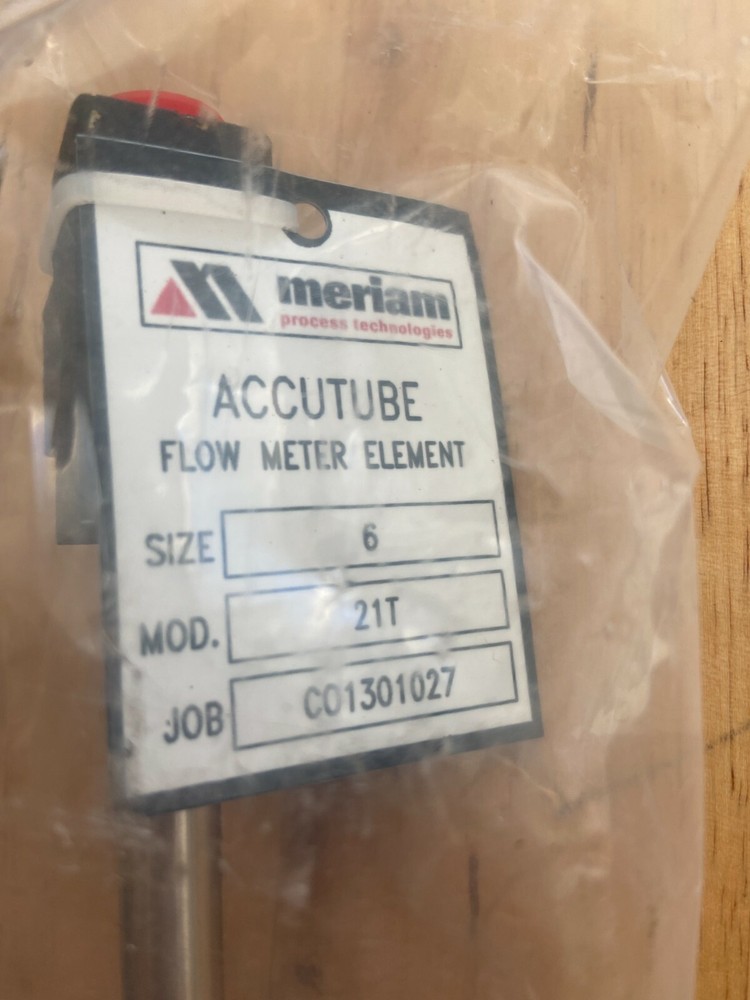 meriam
process technologies
ACCUTUBE
FLOW METER ELEMENT
SIZE 6
MOD. 21T
JOB C01301027